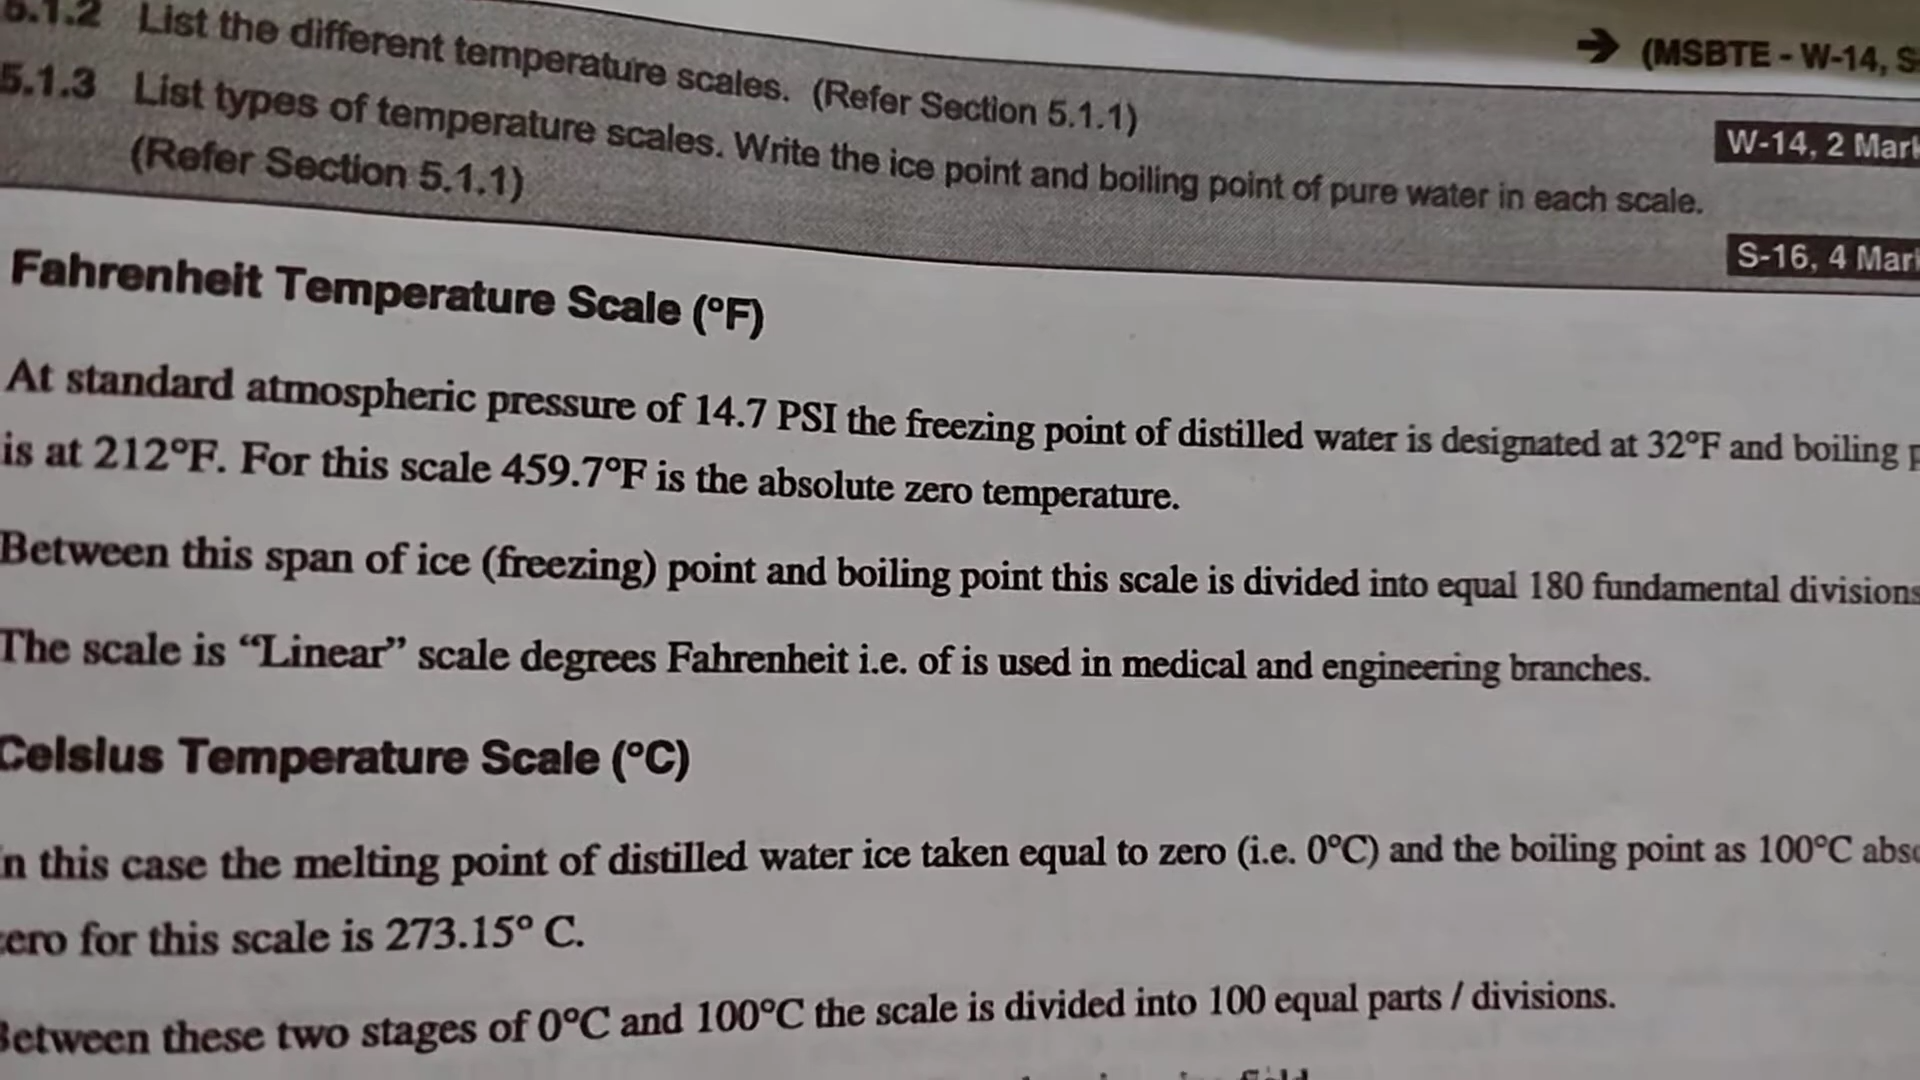 5.1.2 List the different temperature scales. (Refer Section 5.1.1)
→ (MSBTE - W-14, S-
W-14, 2 Mark
5.1.3 List types of temperature scales. Write the ice point and boiling point of pure water in each scale.
(Refer Section 5.1.1)
S-16, 4 Mark
Fahrenheit Temperature Scale (°F)
At standard atmospheric pressure of 14.7 PSI the freezing point of distilled water is designated at 32°F and boiling p
is at 212°F. For this scale 459.7°F is the absolute zero temperature.
Between this span of ice (freezing) point and boiling point this scale is divided into equal 180 fundamental divisions
The scale is “Linear” scale degrees Fahrenheit i.e. of is used in medical and engineering branches.
Celsius Temperature Scale (°C)
In this case the melting point of distilled water ice taken equal to zero (i.e. 0°C) and the boiling point as 100°C abso
zero for this scale is 273.15° C.
Between these two stages of 0°C and 100°C the scale is divided into 100 equal parts / divisions.